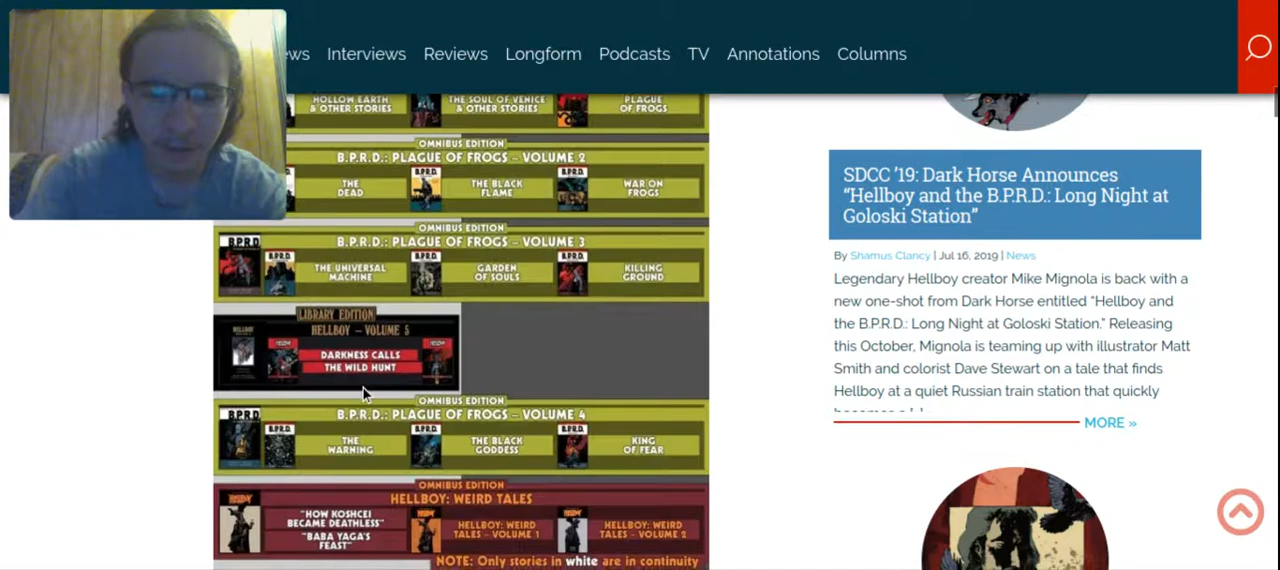 ws Interviews Reviews Longform Podcasts TV Annotations Columns
HOLLOW EARTH
& OTHER STORIES
THE SOUL OF VENICE
& OTHER STORIES
PLAGUE
OF FROGS
OMNIBUS EDITION
B.P.R.D.: PLAGUE OF FROGS – VOLUME 2
THE
DEAD
B.P.R.D.
THE BLACK
FLAME
B.P.R.D.
WAR ON
FROGS
OMNIBUS EDITION
B.P.R.D.: PLAGUE OF FROGS – VOLUME 3
B.P.R.D.
B.P.R.D.
THE UNIVERSAL
MACHINE
B.P.R.D.
GARDEN
OF SOULS
B.P.R.D.
KILLING
GROUND
LIBRARY EDITION
HELLBOY – VOLUME 5
DARKNESS CALLS
THE WILD HUNT
OMNIBUS EDITION
B.P.R.D.: PLAGUE OF FROGS – VOLUME 4
B.P.R.D.
B.P.R.D.
THE
WARNING
B.P.R.D.
THE BLACK
GODDESS
B.P.R.D.
KING
OF FEAR
OMNIBUS EDITION
HELLBOY: WEIRD TALES
"HOW KOSHCEI
BECAME DEATHLESS"
"BABA YAGA'S
FEAST"
HELLBOY: WEIRD
TALES – VOLUME 1
HELLBOY: WEIRD
TALES – VOLUME 2
NOTE: Only stories in white are in continuity
SDCC ’19: Dark Horse Announces
“Hellboy and the B.P.R.D.: Long Night at
Goloski Station”
By Shamus Clancy | Jul 16, 2019 | News
Legendary Hellboy creator Mike Mignola is back with a
new one-shot from Dark Horse entitled “Hellboy and
the B.P.R.D.: Long Night at Goloski Station.” Releasing
this October, Mignola is teaming up with illustrator Matt
Smith and colorist Dave Stewart on a tale that finds
Hellboy at a quiet Russian train station that quickly
MORE »